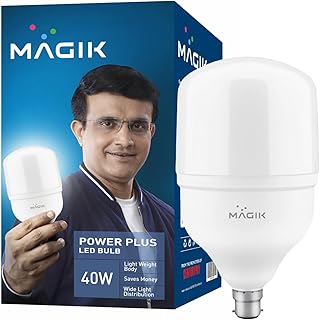 MAGIK
POWER PLUS
LED BULB
40W
Light Weight
Body
Saves Money
Wide Light
Distribution
MAGIK